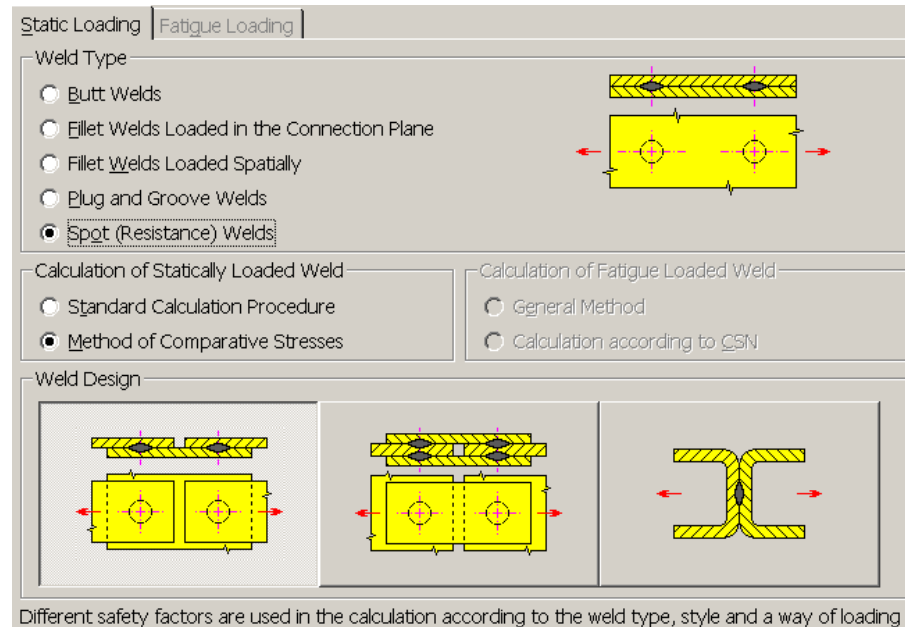 Static Loading
Fatigue Loading
Weld Type
Butt Welds
Fillet Welds Loaded in the Connection Plane
Fillet Welds Loaded Spatially
Plug and Groove Welds
Spot (Resistance) Welds
Calculation of Statically Loaded Weld
Calculation of Fatigue Loaded Weld
Standard Calculation Procedure
General Method
Method of Comparative Stresses
Calculation according to CSN
Weld Design
Different safety factors are used in the calculation according to the weld type, style and a way of loading